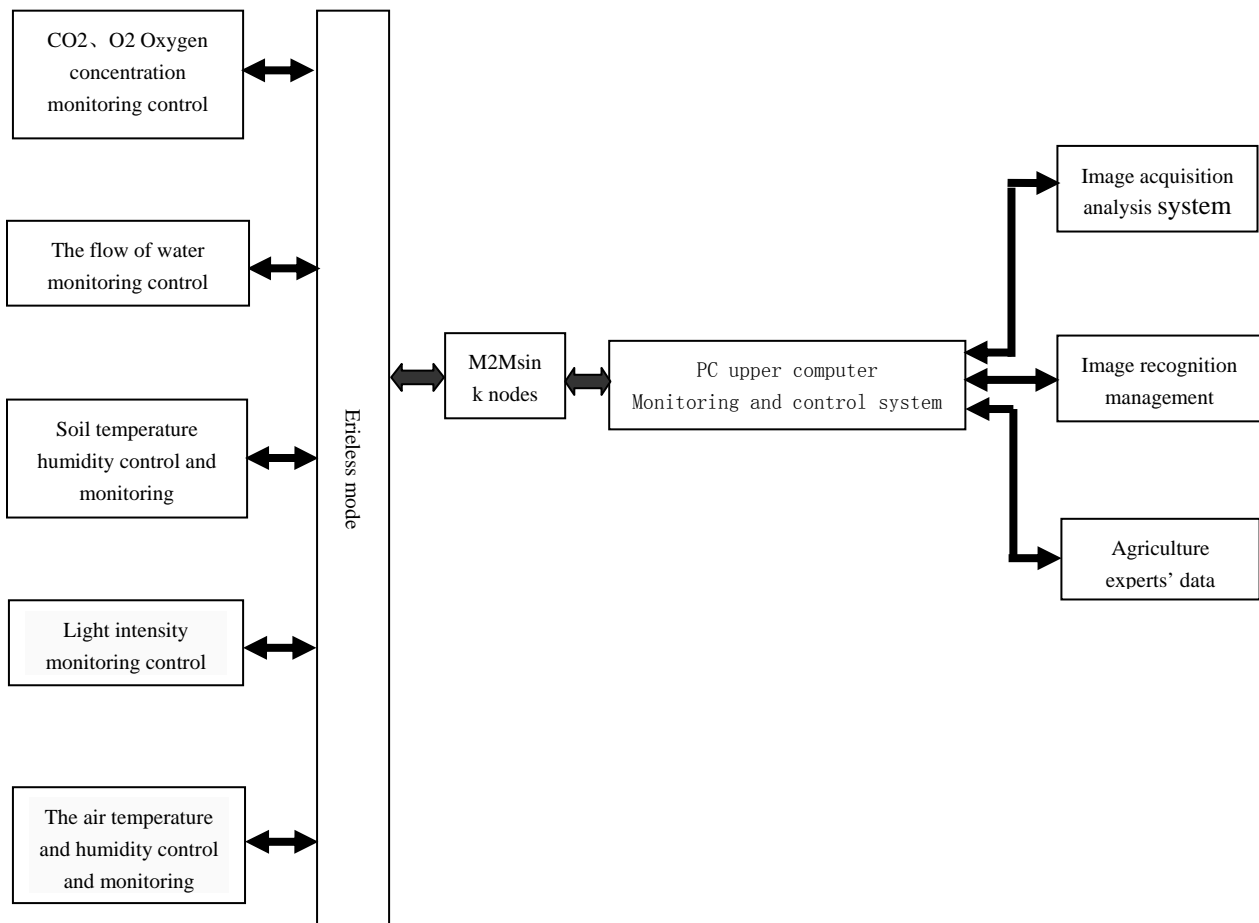 CO2、O2 Oxygen
concentration
monitoring control
The flow of water
monitoring control
Soil temperature
humidity control and
monitoring
Light intensity
monitoring control
The air temperature
and humidity control
and monitoring
Erieless mode
M2Msin
k nodes
PC upper computer
Monitoring and control system
Image acquisition
analysis system
Image recognition
management
Agriculture
experts’ data